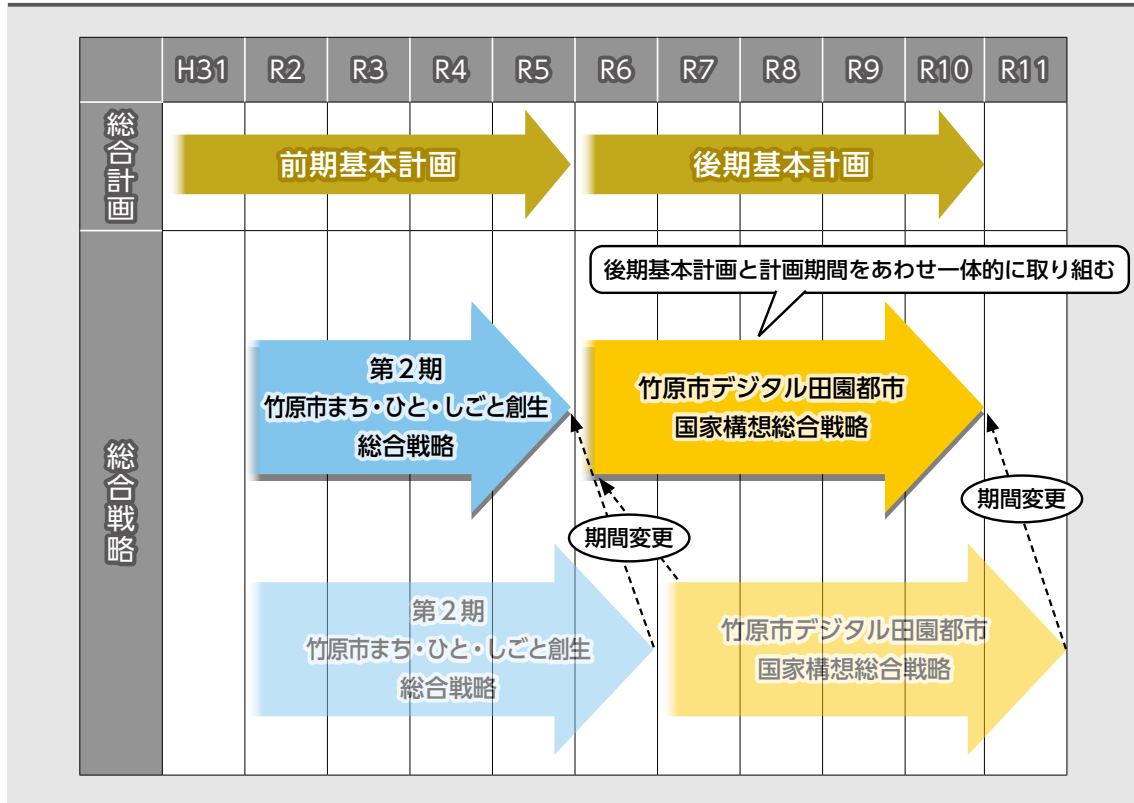 H31 R2 R3 R4 R5 R6 R7 R8 R9 R10 R11
総合計画
前期基本計画
後期基本計画
総合戦略
後期基本計画と計画期間をあわせ一体的に取り組む
第2期
竹原市まち・ひと・しごと創生
総合戦略
竹原市デジタル田園都市
国家構想総合戦略
期間変更
期間変更
第2期
竹原市まち・ひと・しごと創生
総合戦略
竹原市デジタル田園都市
国家構想総合戦略